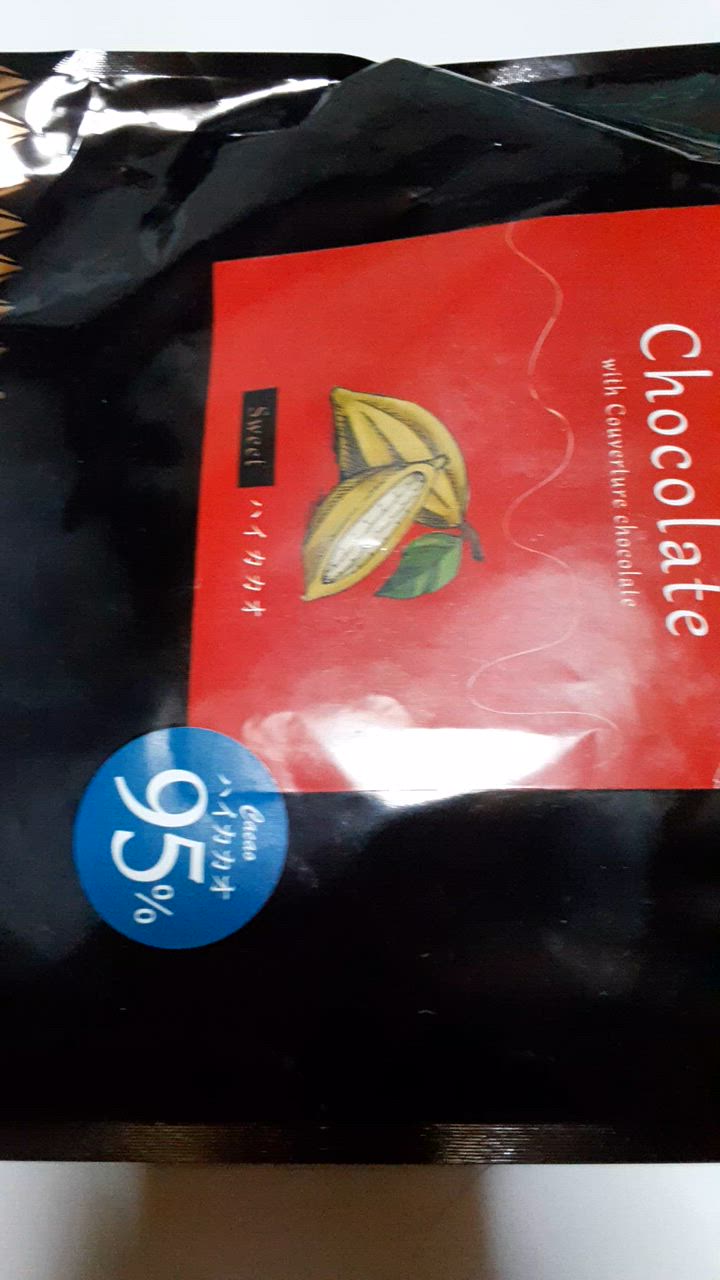 Chocolate
with Couverture chocolate
Sweet ハイカカオ
Cacao
ハイカカオ
95%